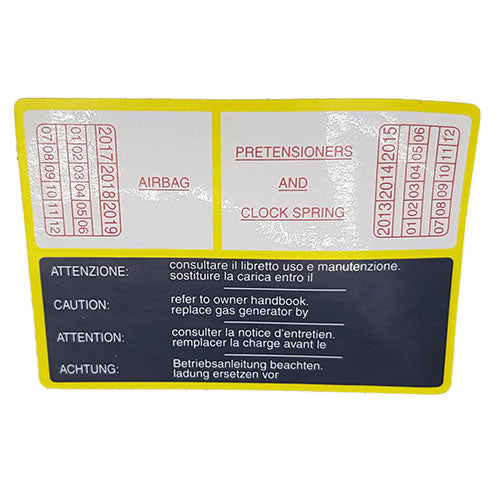 2017 2018 2019
01 02 03 04 05 06
07 08 09 10 11 12
AIRBAG
PRETENSIONERS
AND
CLOCK SPRING
2013 2014 2015
01 02 03 04 05 06
07 08 09 10 11 12
ATTENZIONE: consultare il libretto uso e manutenzione.
sostituire la carica entro il
CAUTION: refer to owner handbook.
replace gas generator by
ATTENTION: consulter la notice d'entretien.
remplacer la charge avant le
ACHTUNG: Betriebsanleitung beachten.
ladung ersetzen vor